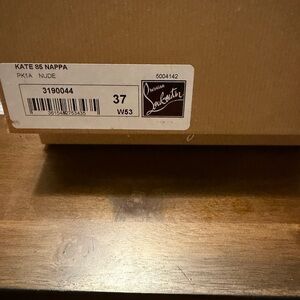 KATE 85 NAPPA
PK1A NUDE 5004142
3190044
37
W53
Christian
Louboutin